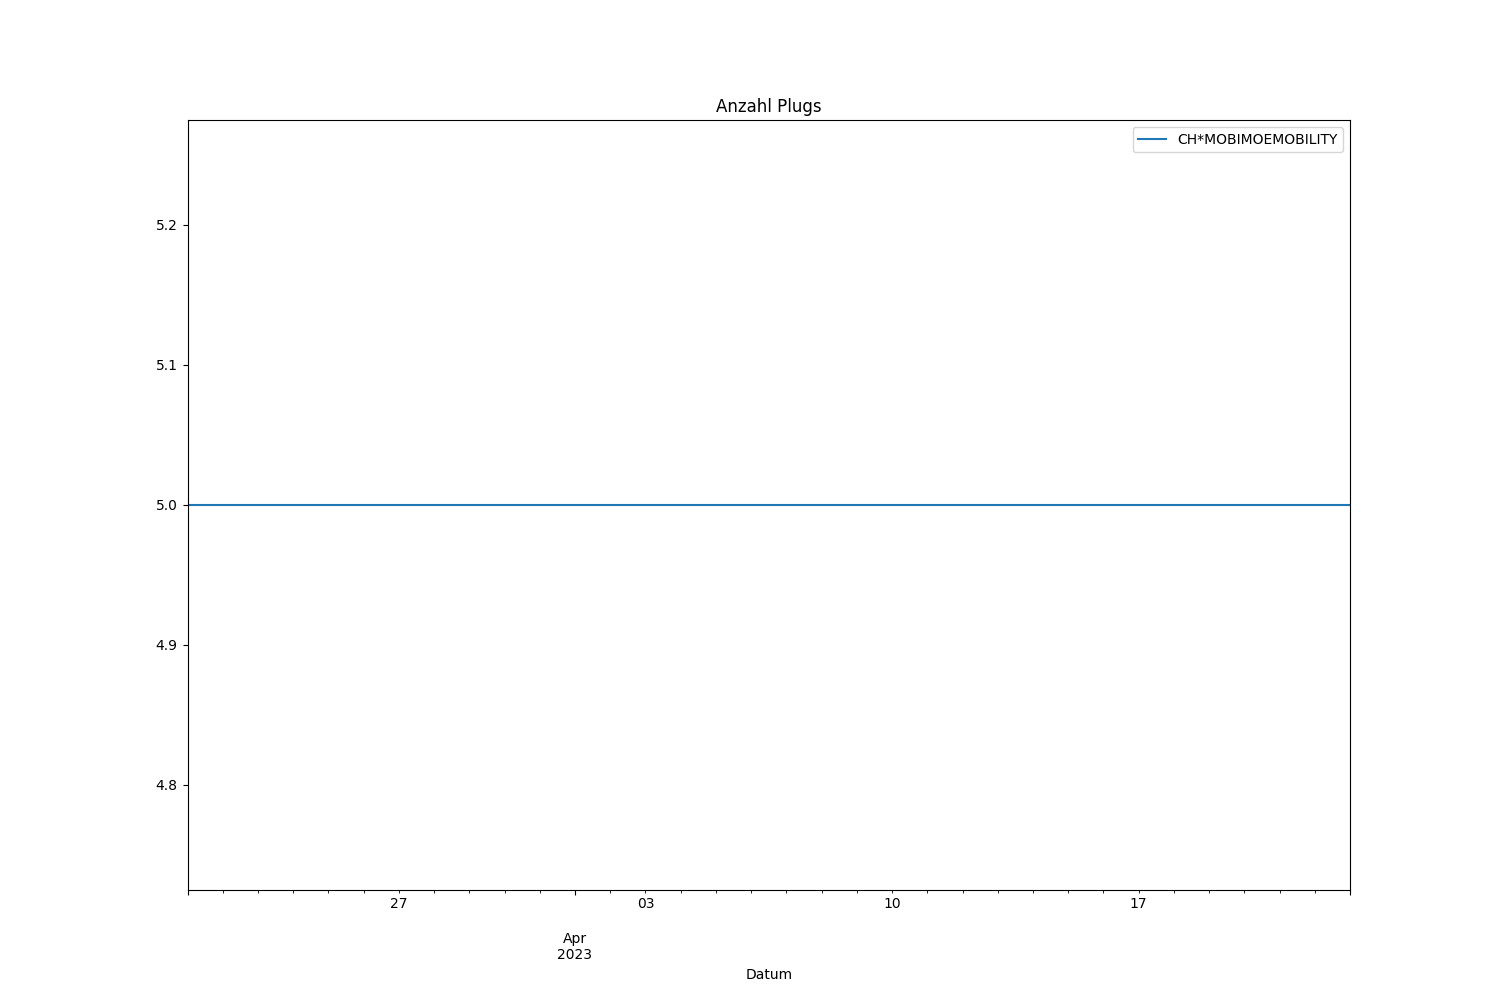 Anzahl Plugs
CH*MOBIMOEMOBILITY
5.2
5.1
5.0
4.9
4.8
27
03
10
17
Apr
2023
Datum